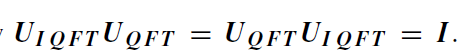 U_{IQFT}U_{QFT} = U_{QFT}U_{IQFT} = I.